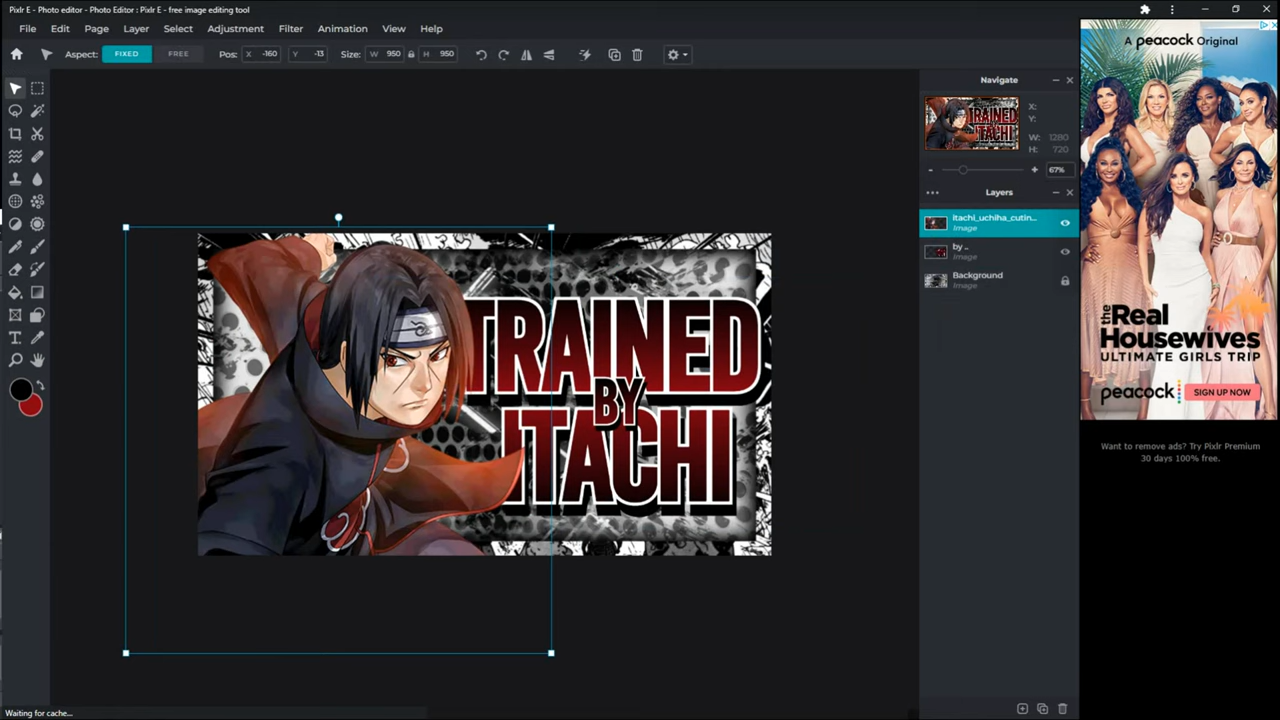 Pixlr E - Photo editor - Photo Editor : Pixlr E - free image editing tool
File Edit Page Layer Select Adjustment Filter Animation View Help
Aspect: FIXED FREE Pos: X -160 Y -13 Size: W 950 H 950
Navigate
X:
Y:
W: 1280
H: 720
67%
Layers
itachi_uchiha_cutin...
Image
by ..
Image
Background
Image
TRAINED
BY
ITACHI
TRAINED
ITACHI
A peacock Original
the Real
Housewives
ULTIMATE GIRLS TRIP
peacock SIGN UP NOW
Want to remove ads? Try Pixlr Premium
30 days 100% free.
Waiting for cache...